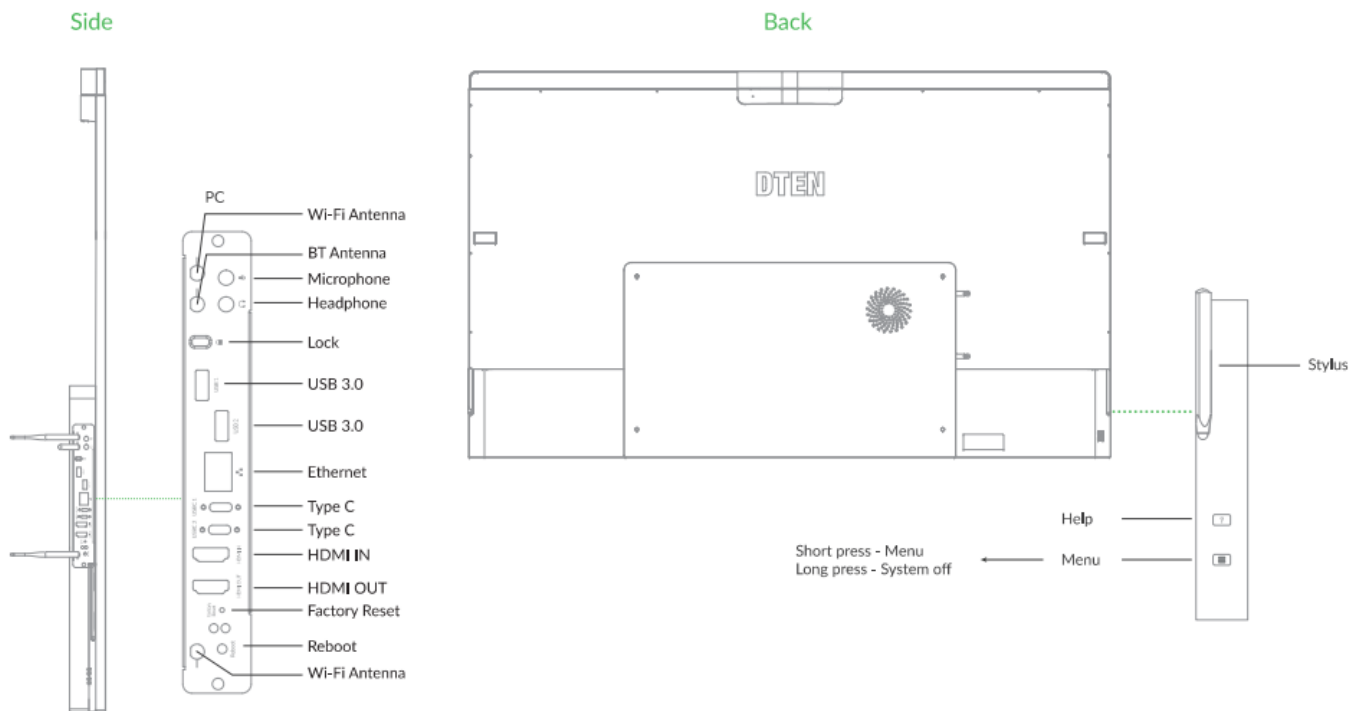 Side
Back
PC
Wi-Fi Antenna
BT Antenna
Microphone
Headphone
Lock
USB 3.0
USB 3.0
Ethernet
Type C
Type C
HDMI IN
HDMI OUT
Factory Reset
Reboot
Wi-Fi Antenna
DTEN
Stylus
Help
?
Menu
Short press - Menu
Long press - System off